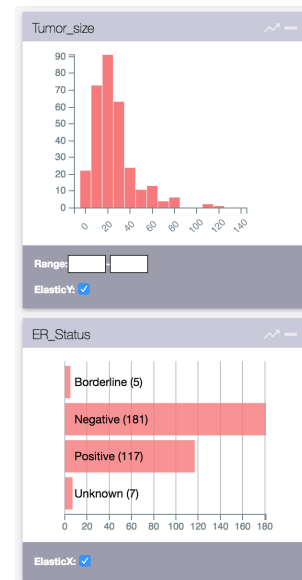 Tumor_size
90
80
70
60
50
40
30
20
10
0
0 20 40 60 80 100 120 140
Range: -
ElasticY:
ER_Status
Borderline (5)
Negative (181)
Positive (117)
Unknown (7)
0 20 40 60 80 100 120 140 160 180
ElasticX: